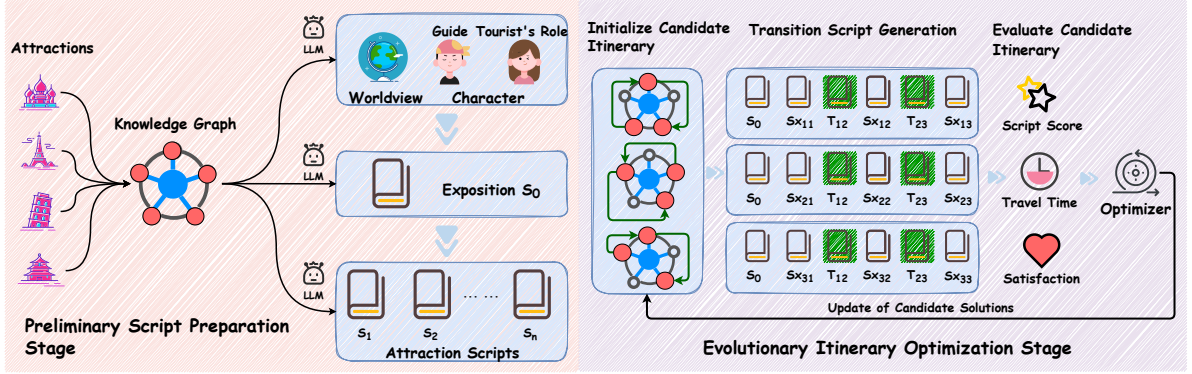 Attractions
Knowledge Graph
Preliminary Script Preparation
Stage
LLM
Guide Tourist's Role
Worldview
Character
LLM
Exposition S0
LLM
... ...
S1
S2
Sn
Attraction Scripts
Initialize Candidate
Itinerary
Transition Script Generation
S0 Sx11 T12 Sx12 T23 Sx13
S0 Sx21 T12 Sx22 T23 Sx23
S0 Sx31 T12 Sx32 T23 Sx33
Evaluate Candidate
Itinerary
Script Score
Travel Time
Satisfaction
Optimizer
Update of Candidate Solutions
Evolutionary Itinerary Optimization Stage